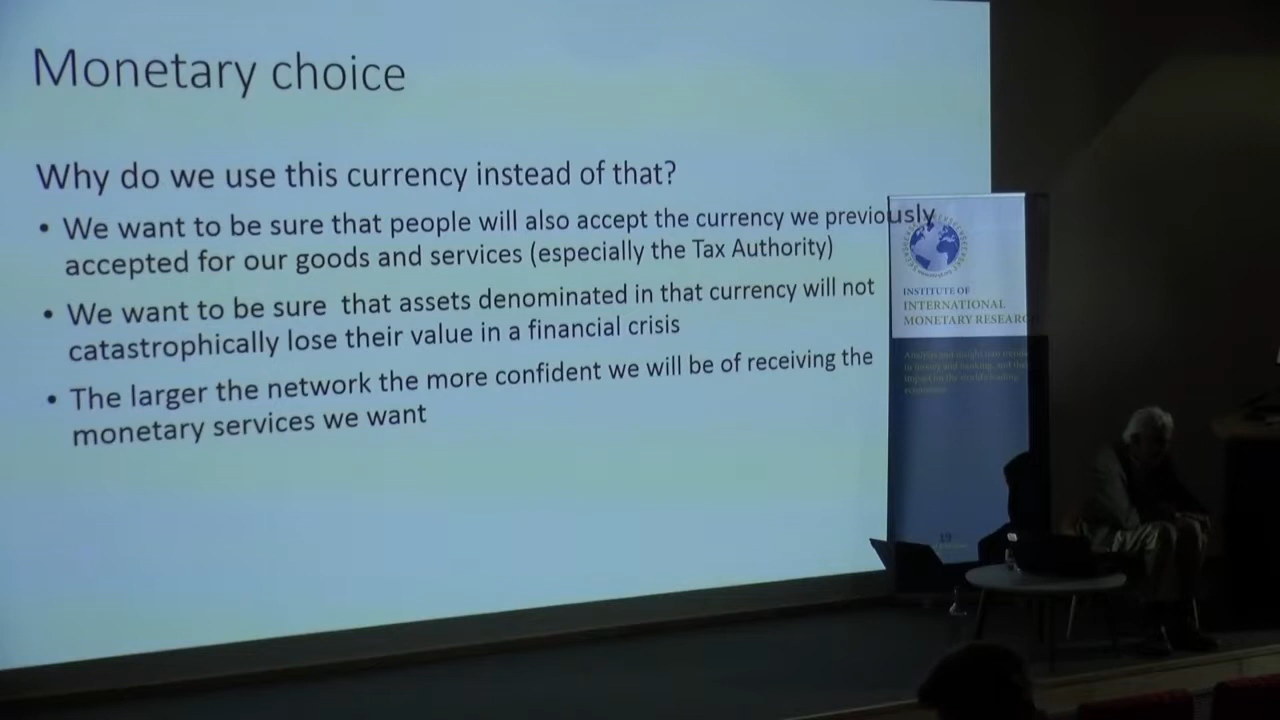 Monetary choice
Why do we use this currency instead of that?
• We want to be sure that people will also accept the currency we previously
accepted for our goods and services (especially the Tax Authority)
• We want to be sure  that assets denominated in that currency will not
catastrophically lose their value in a financial crisis
• The larger the network the more confident we will be of receiving the
monetary services we want
INSTITUTE OF
INTERNATIONAL
MONETARY RESEARC
19